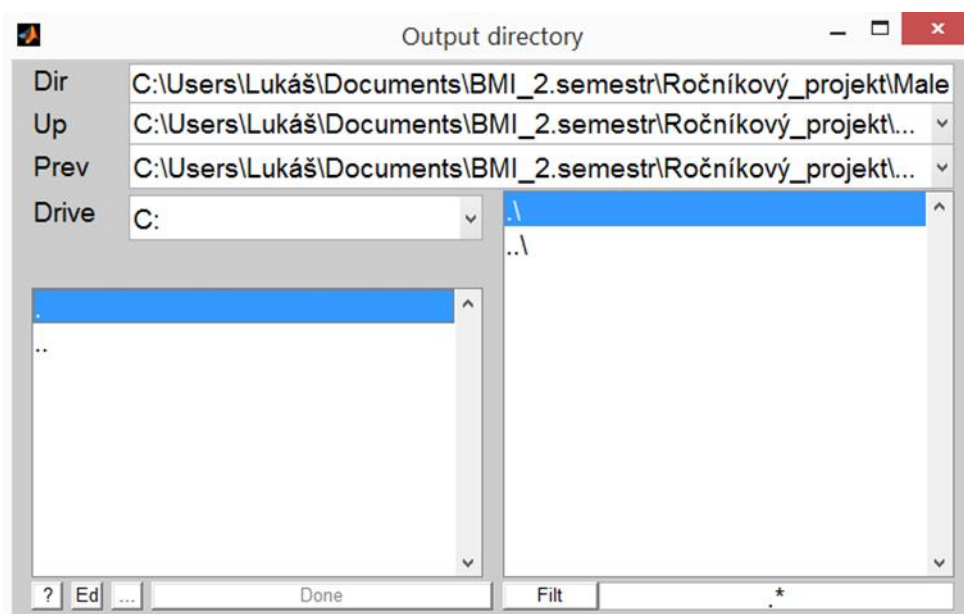 Output directory
Dir C:\Users\Lukáš\Documents\BMI_2.semestr\Ročníkový_projekt\Male
Up C:\Users\Lukáš\Documents\BMI_2.semestr\Ročníkový_projekt\...
Prev C:\Users\Lukáš\Documents\BMI_2.semestr\Ročníkový_projekt\...
Drive C:
.\
..\
.
..
? Ed ... Done Filt .*